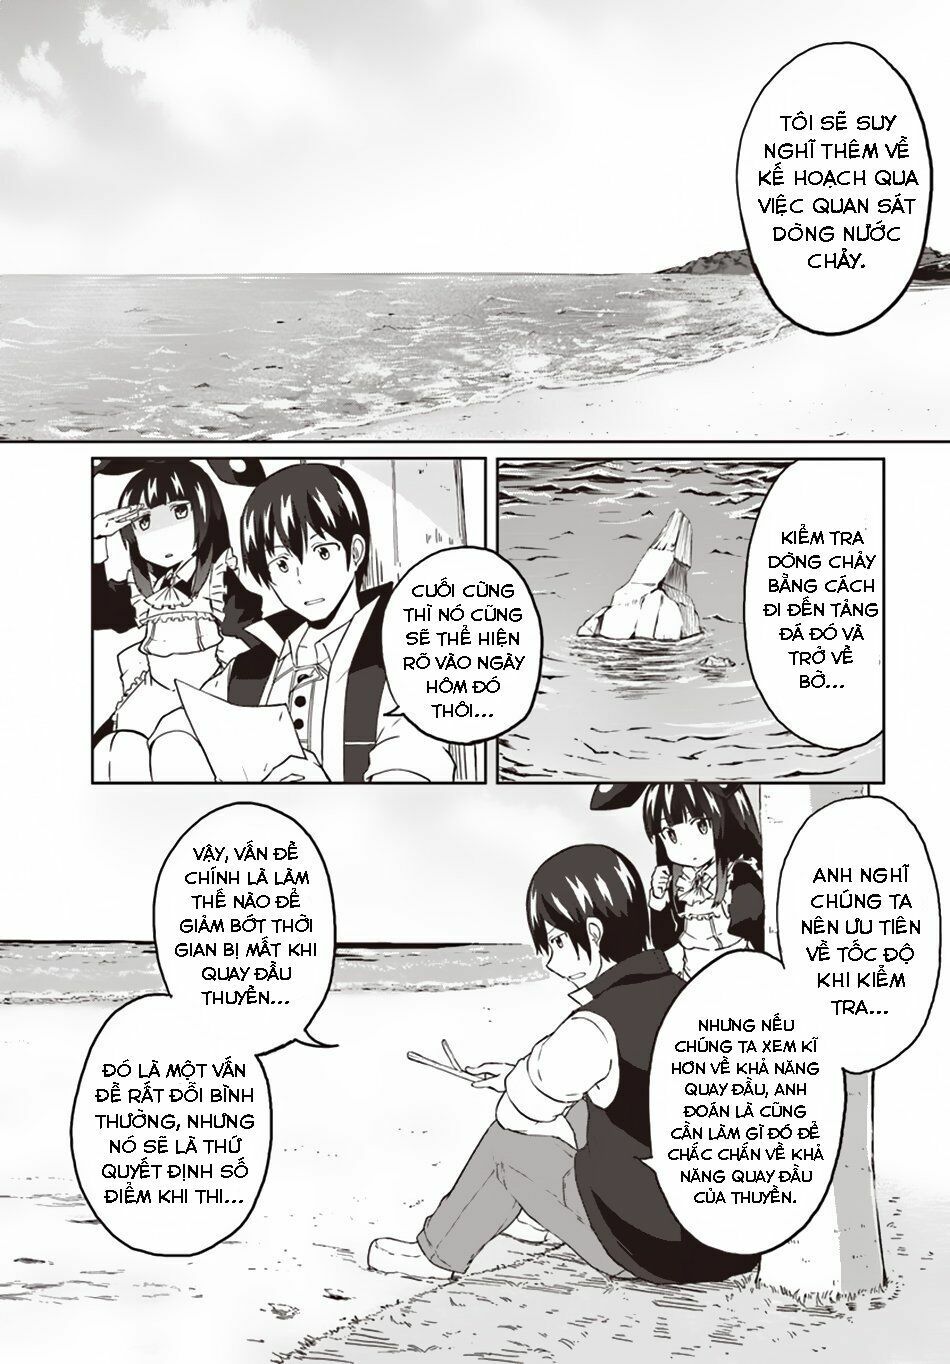 TÔI SẼ SUY
NGHĨ THÊM VỀ
KẾ HOẠCH QUA
VIỆC QUAN SÁT
DÒNG NƯỚC
CHẢY.
KIỂM TRA
DÒNG CHẢY
BẰNG CÁCH
ĐI ĐẾN TẢNG
ĐÁ ĐÓ VÀ
TRỞ VỀ
BỜ...
CUỐI CÙNG
THÌ NÓ CŨNG
SẼ THỂ HIỆN
RÕ VÀO NGÀY
HÔM ĐÓ
THÔI...
ANH NGHĨ
CHÚNG TA
NÊN ƯU TIÊN
VỀ TỐC ĐỘ
KHI KIỂM
TRA...
NHƯNG NẾU
CHÚNG TA XEM KĨ
HƠN VỀ KHẢ NĂNG
QUAY ĐẦU, ANH
ĐOÁN LÀ CŨNG
CẦN LÀM GÌ ĐÓ ĐỂ
CHẮC CHẮN VỀ KHẢ
NĂNG QUAY ĐẦU
CỦA THUYỀN.
VẬY, VẤN ĐỀ
CHÍNH LÀ LÀM
THẾ NÀO ĐỂ
GIẢM BỚT THỜI
GIAN BỊ MẤT KHI
QUAY ĐẦU
THUYỀN...
ĐÓ LÀ MỘT VẤN
ĐỀ RẤT ĐỖI BÌNH
THƯỜNG, NHƯNG
NÓ SẼ LÀ THỨ
QUYẾT ĐỊNH SỐ
ĐIỂM KHI THI...